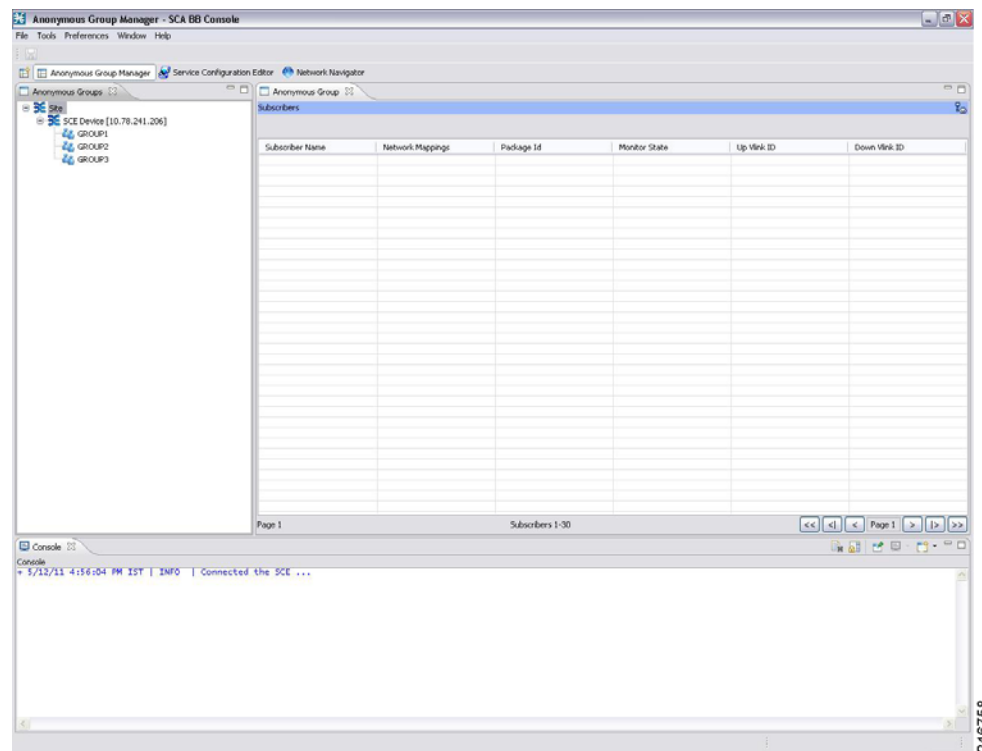 Anonymous Group Manager - SCA BB Console
File Tools Preferences Window Help
Anonymous Group Manager Service Configuration Editor Network Navigator
Anonymous Groups
Anonymous Group
Site
SCE Device [10.78.241.206]
GROUP1
GROUP2
GROUP3
Subscribers
Subscriber Name Network Mappings Package Id Monitor State Up Vlink ID Down Vlink ID
Page 1 Subscribers 1-30 << <| < Page 1 > |> >>
Console
Console
+ 5/12/11 4:56:04 PM IST | INFO | Connected the SCE ...